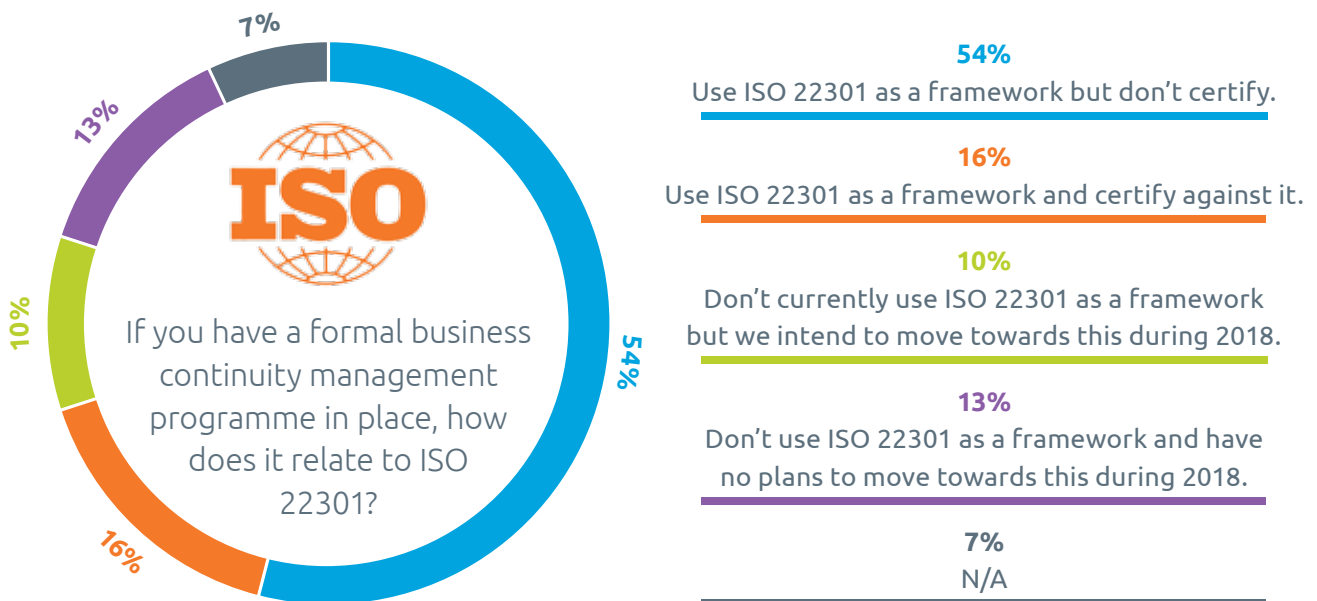 7%
13%
10%
16%
54%
ISO
If you have a formal business
continuity management
programme in place, how
does it relate to ISO
22301?
54%
Use ISO 22301 as a framework but don’t certify.
16%
Use ISO 22301 as a framework and certify against it.
10%
Don’t currently use ISO 22301 as a framework
but we intend to move towards this during 2018.
13%
Don’t use ISO 22301 as a framework and have
no plans to move towards this during 2018.
7%
N/A